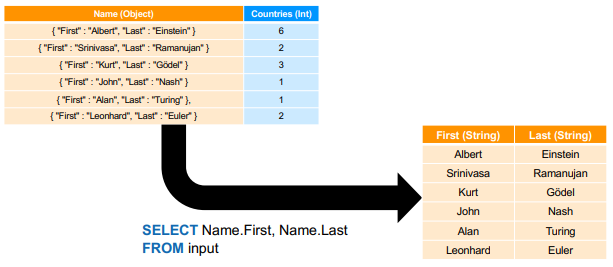 Name (Object) Countries (Int)
{ "First" : "Albert", "Last" : "Einstein" } 6
{ "First" : "Srinivasa", "Last" : "Ramanujan" } 2
{ "First" : "Kurt", "Last" : "Gödel" } 3
{ "First" : "John", "Last" : "Nash" } 1
{ "First" : "Alan", "Last" : "Turing" }, 1
{ "First" : "Leonhard", "Last" : "Euler" } 2
First (String) Last (String)
Albert Einstein
Srinivasa Ramanujan
Kurt Gödel
John Nash
Alan Turing
Leonhard Euler
SELECT Name.First, Name.Last
FROM input